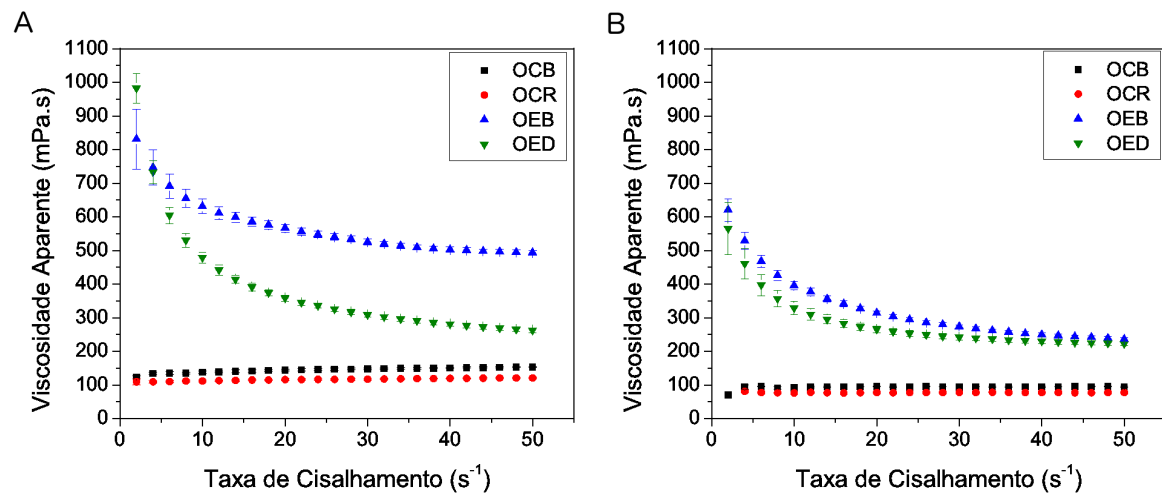 A
Viscosidade Aparente (mPa.s)
1100
1000
900
800
700
600
500
400
300
200
100
0
0 10 20 30 40 50
Taxa de Cisalhamento (s⁻¹)
OCB
OCR
OEB
OED
B
Viscosidade Aparente (mPa.s)
1100
1000
900
800
700
600
500
400
300
200
100
0
0 10 20 30 40 50
Taxa de Cisalhamento (s⁻¹)
OCB
OCR
OEB
OED